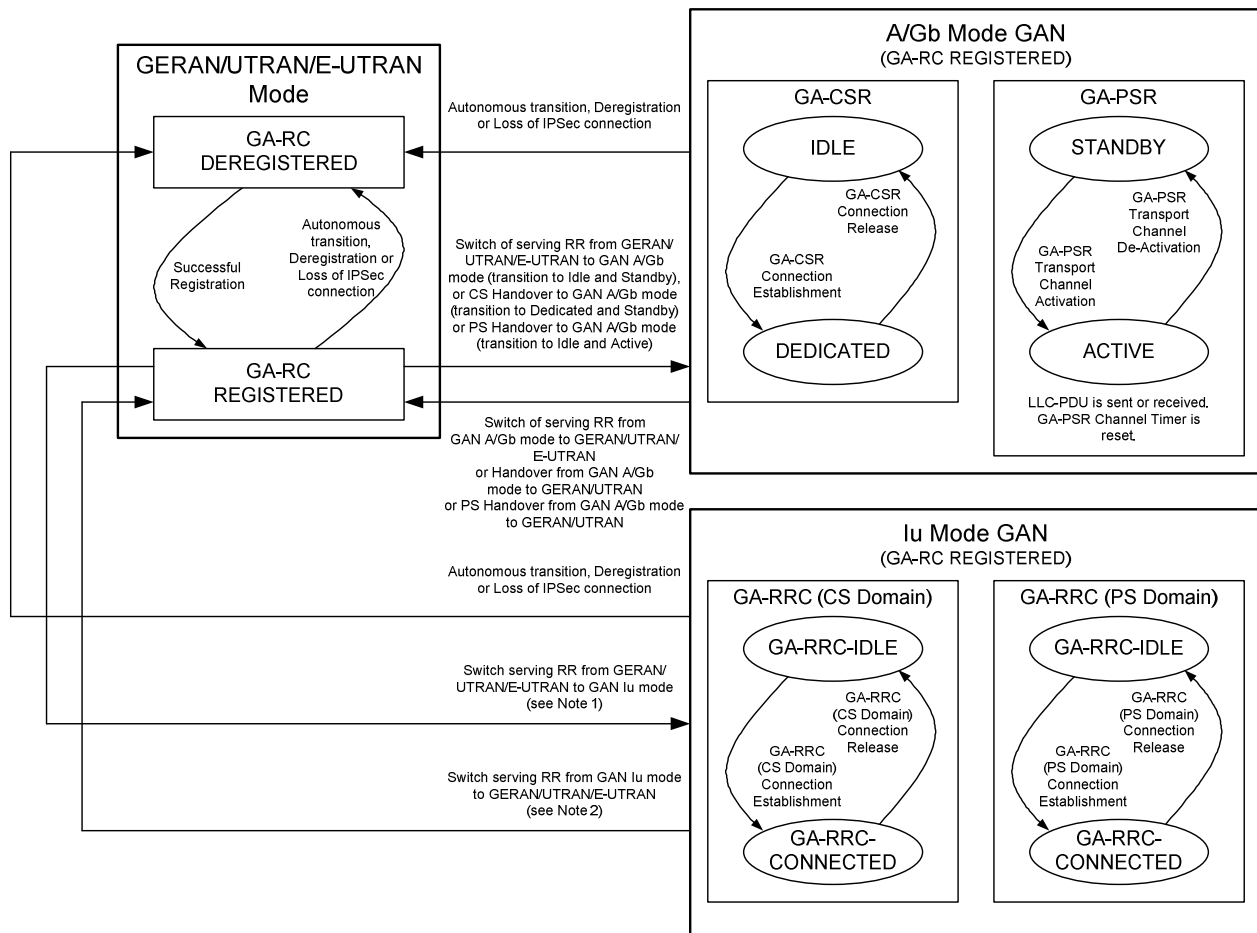 GERAN/UTRAN/E-UTRAN
Mode
GA-RC
DEREGISTERED
Successful
Registration
Autonomous
transition,
Deregistration or
Loss of IPSec
connection
GA-RC
REGISTERED
Autonomous transition, Deregistration
or Loss of IPSec connection
Switch of serving RR from GERAN/
UTRAN/E-UTRAN to GAN A/Gb
mode (transition to Idle and Standby),
or CS Handover to GAN A/Gb mode
(transition to Dedicated and Standby)
or PS Handover to GAN A/Gb mode
(transition to Idle and Active)
Switch of serving RR from
GAN A/Gb mode to GERAN/UTRAN/
E-UTRAN
or Handover from GAN A/Gb
mode to GERAN/UTRAN
or PS Handover from GAN A/Gb mode
to GERAN/UTRAN
Autonomous transition, Deregistration
or Loss of IPSec connection
Switch serving RR from GERAN/
UTRAN/E-UTRAN to GAN Iu mode
(see Note 1)
Switch serving RR from GAN Iu mode
to GERAN/UTRAN/E-UTRAN
(see Note 2)
A/Gb Mode GAN
(GA-RC REGISTERED)
GA-CSR
IDLE
GA-CSR
Connection
Release
GA-CSR
Connection
Establishment
DEDICATED
GA-PSR
STANDBY
GA-PSR
Transport
Channel
De-Activation
GA-PSR
Transport
Channel
Activation
ACTIVE
LLC-PDU is sent or received.
GA-PSR Channel Timer is
reset.
Iu Mode GAN
(GA-RC REGISTERED)
GA-RRC (CS Domain)
GA-RRC-IDLE
GA-RRC
(CS Domain)
Connection
Release
GA-RRC
(CS Domain)
Connection
Establishment
GA-RRC-
CONNECTED
GA-RRC (PS Domain)
GA-RRC-IDLE
GA-RRC
(PS Domain)
Connection
Release
GA-RRC
(PS Domain)
Connection
Establishment
GA-RRC-
CONNECTED